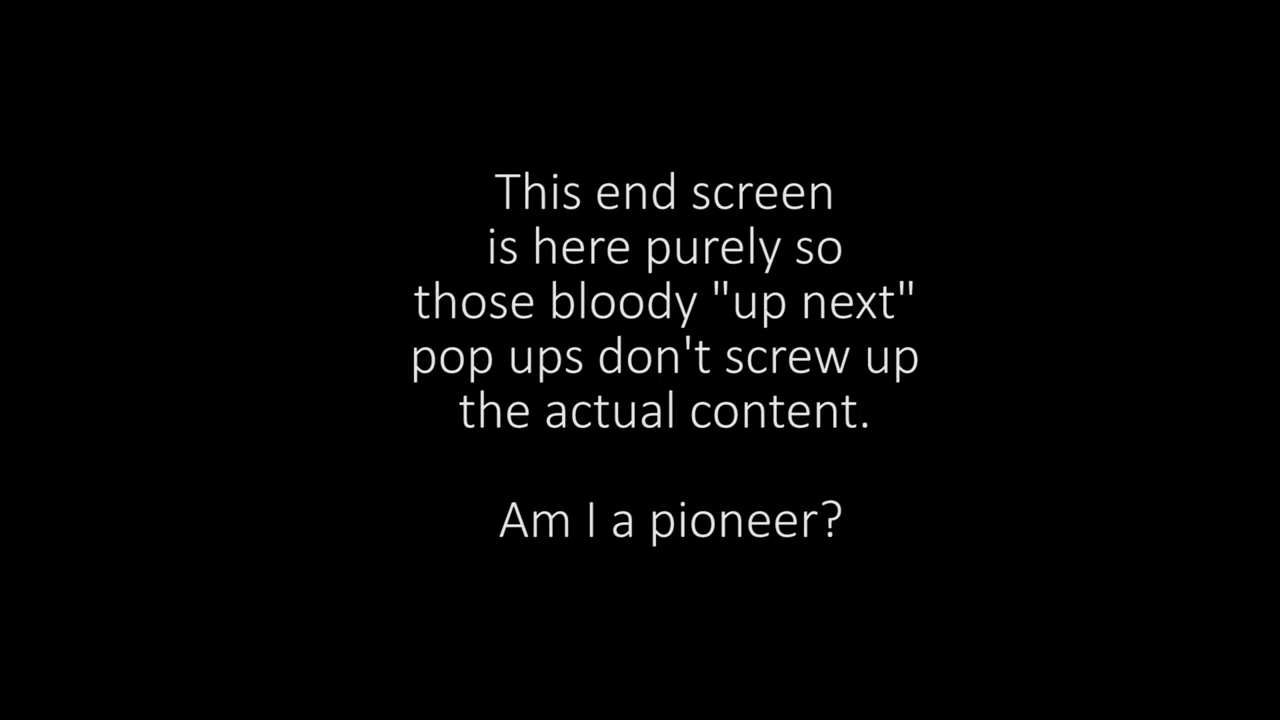 This end screen
is here purely so
those bloody "up next"
pop ups don't screw up
the actual content.
Am I a pioneer?